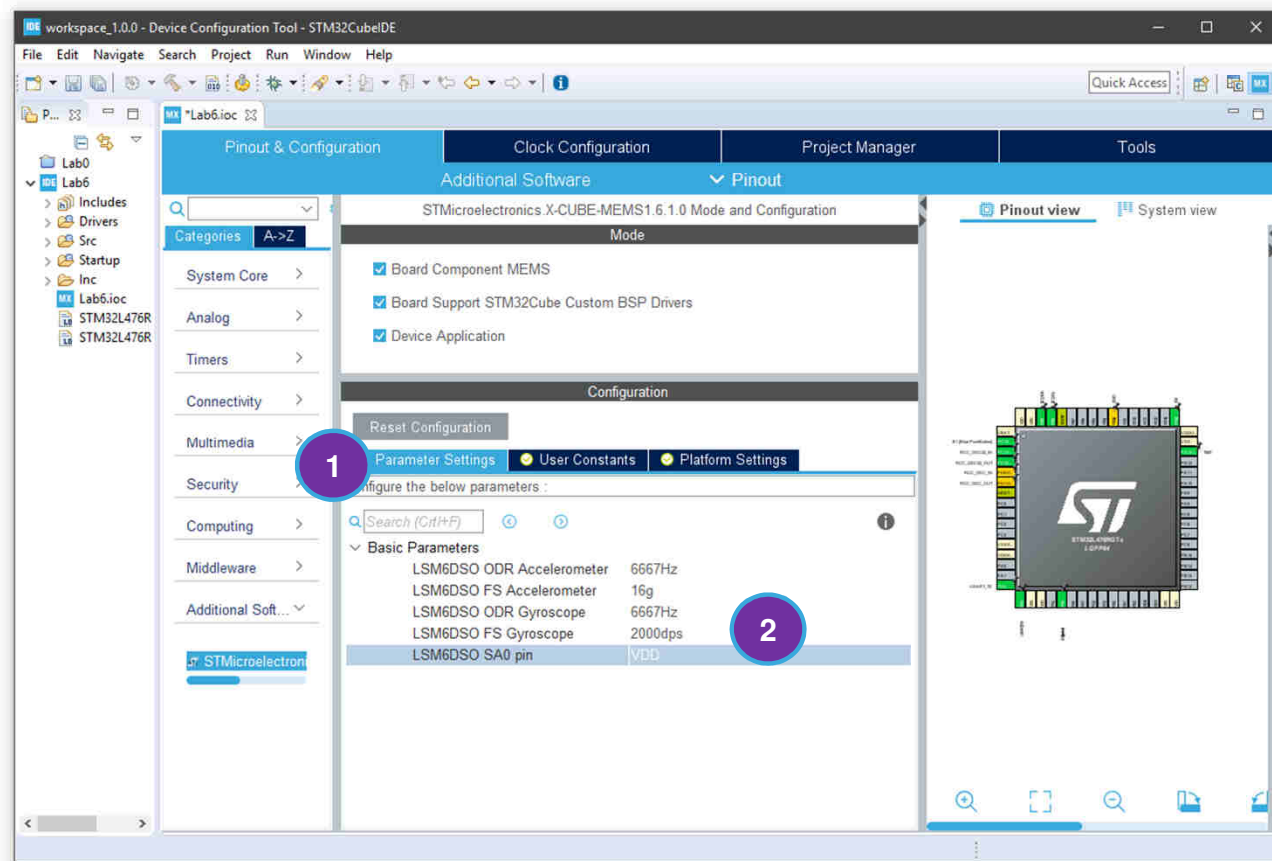 IDE workspace_1.0.0 - Device Configuration Tool - STM32CubeIDE
File Edit Navigate Search Project Run Window Help
Quick Access
P...
MX *Lab6.ioc
Lab0
IDE Lab6
Includes
Drivers
Src
Startup
Inc
MX Lab6.ioc
STM32L476R
STM32L476R
Pinout & Configuration
Clock Configuration
Project Manager
Tools
Additional Software
Pinout
Categories
A->Z
System Core
Analog
Timers
Connectivity
Multimedia
Security
Computing
Middleware
Additional Soft...
STMicroelectroni
STMicroelectronics.X-CUBE-MEMS1.6.1.0 Mode and Configuration
Mode
Board Component MEMS
Board Support STM32Cube Custom BSP Drivers
Device Application
Configuration
Reset Configuration
1
Parameter Settings
User Constants
Platform Settings
nfigure the below parameters :
Search (Crtl+F)
Basic Parameters
LSM6DSO ODR Accelerometer 6667Hz
LSM6DSO FS Accelerometer 16g
LSM6DSO ODR Gyroscope 6667Hz
LSM6DSO FS Gyroscope 2000dps
LSM6DSO SA0 pin VDD
2
Pinout view
System view
ST